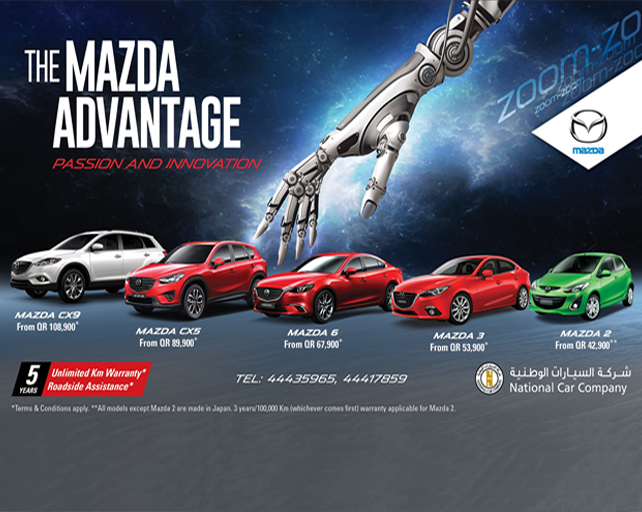 THE MAZDA
ADVANTAGE
PASSION AND INNOVATION
zoom-zo
zoom-zoom
mazda
MAZDA CX9
From QR 108,900*
MAZDA CX5
From QR 89,900*
MAZDA 6
From QR 67,900*
MAZDA 3
From QR 53,900*
MAZDA 2
From QR 42,900**
5 YEARS
Unlimited Km Warranty*
Roadside Assistance*
TEL: 44435965, 44417859
شركة السيارات الوطنية
National Car Company
*Terms & Conditions apply. **All models except Mazda 2 are made in Japan. 3 years/100,000 Km (whichever comes first) warranty applicable for Mazda 2.